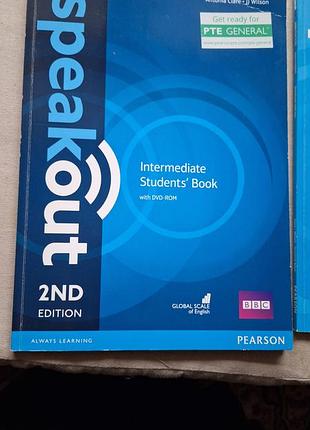 Antonia Clare • JJ Wilson
Get ready for
PTE GENERAL
speakout
Intermediate
Students' Book
with DVD-ROM
2ND
EDITION
GLOBAL SCALE
of English
BBC
ALWAYS LEARNING
PEARSON